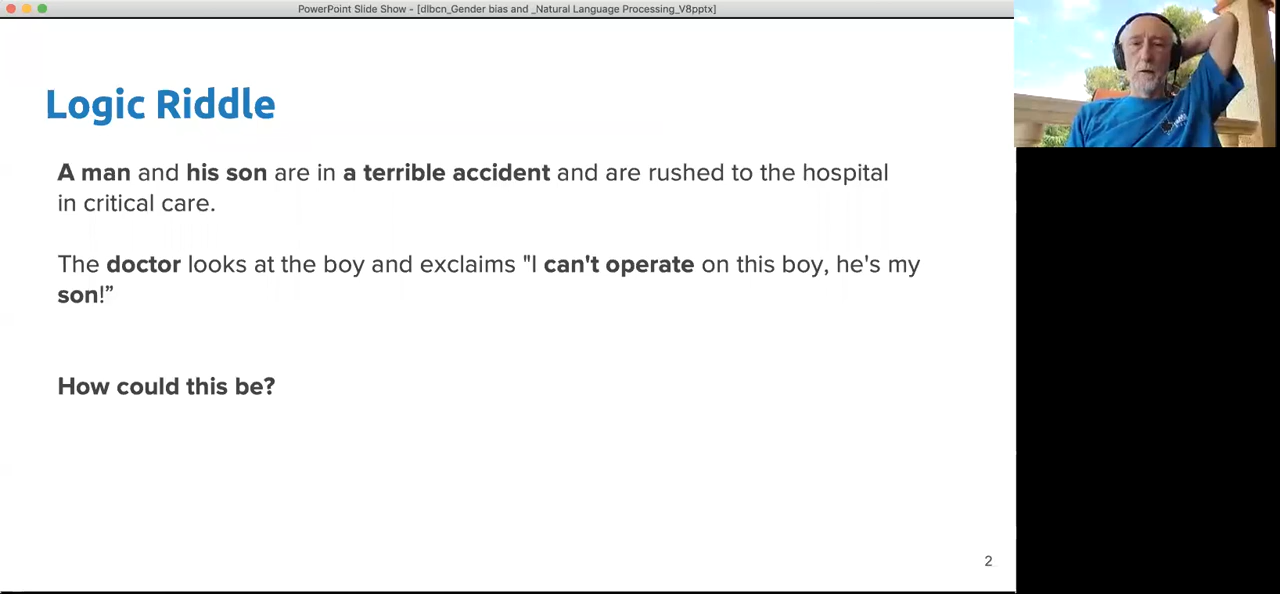 PowerPoint Slide Show - [dlbcn_Gender bias and _Natural Language Processing_V8pptx]
Logic Riddle
A man and his son are in a terrible accident and are rushed to the hospital
in critical care.
The doctor looks at the boy and exclaims "I can't operate on this boy, he's my
son!”
How could this be?
2